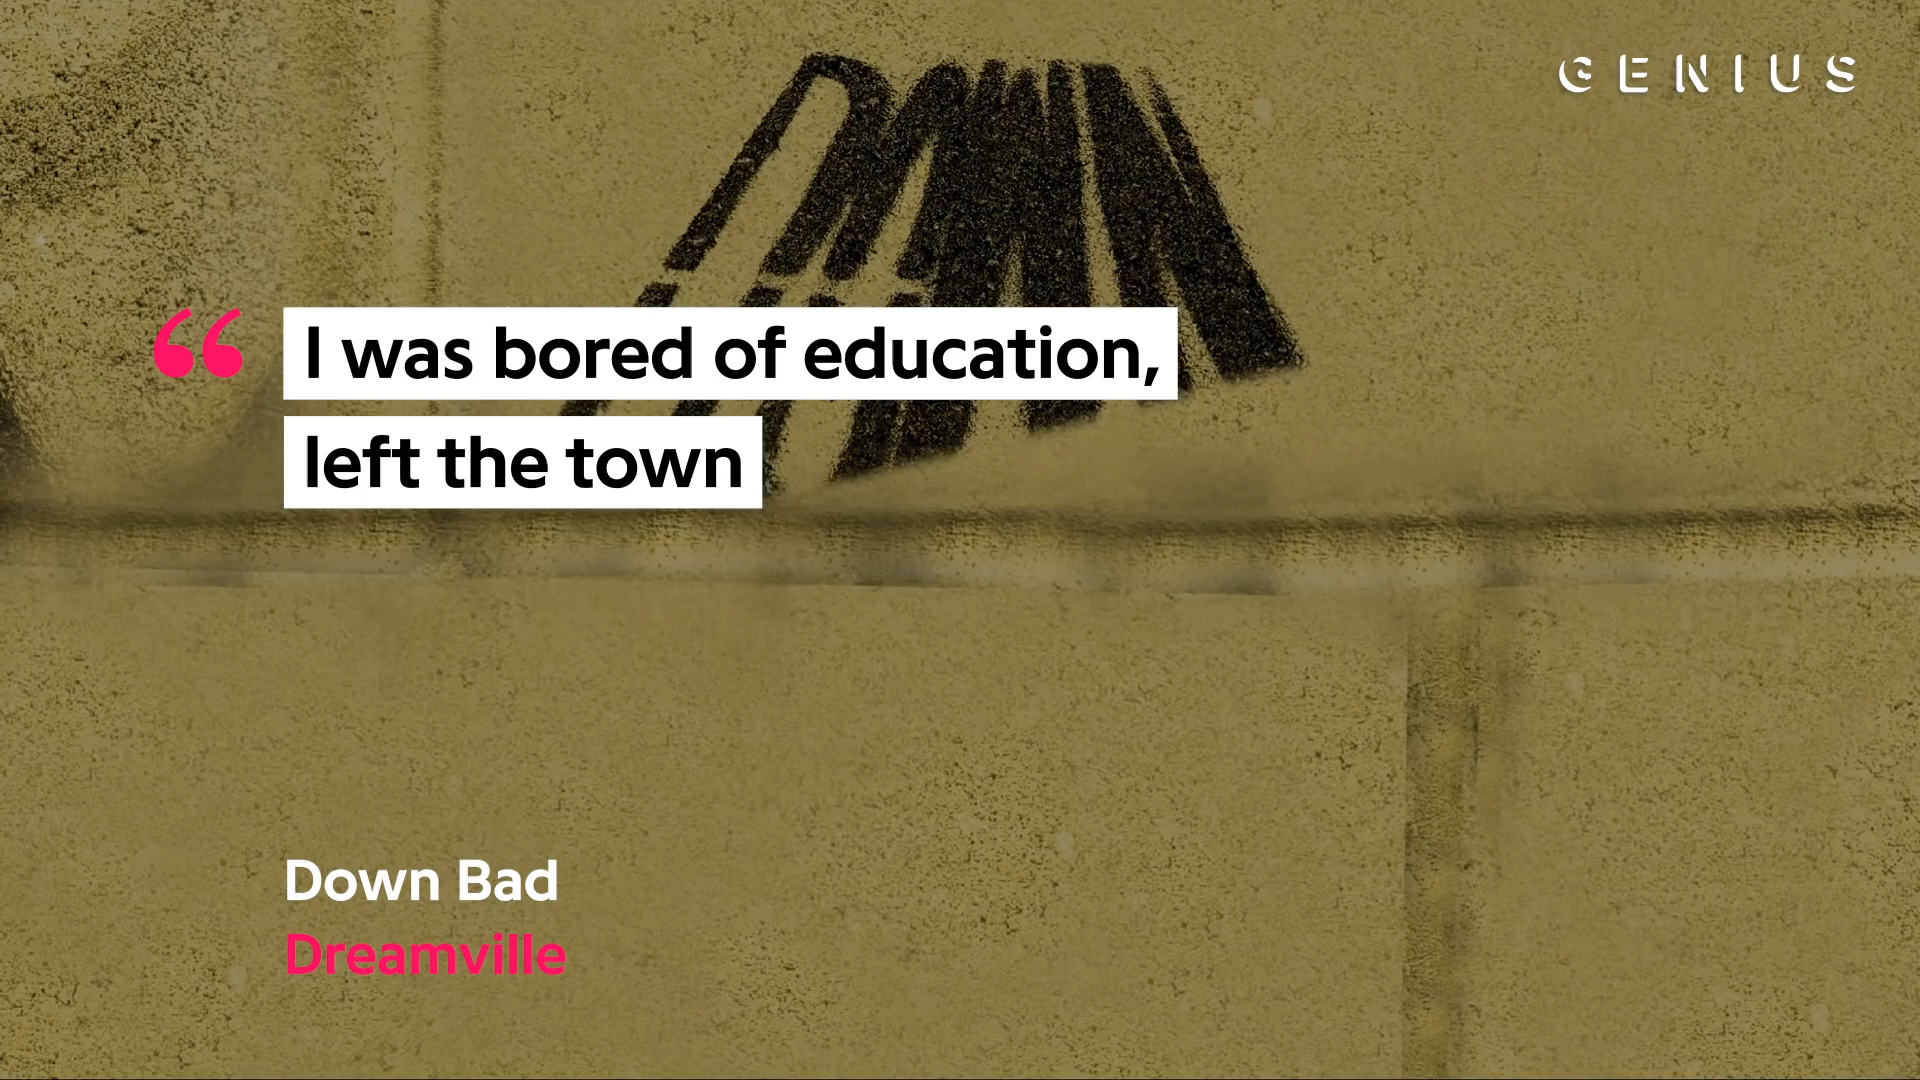 GENIUS
DOWN
“ I was bored of education,
left the town
Down Bad
Dreamville